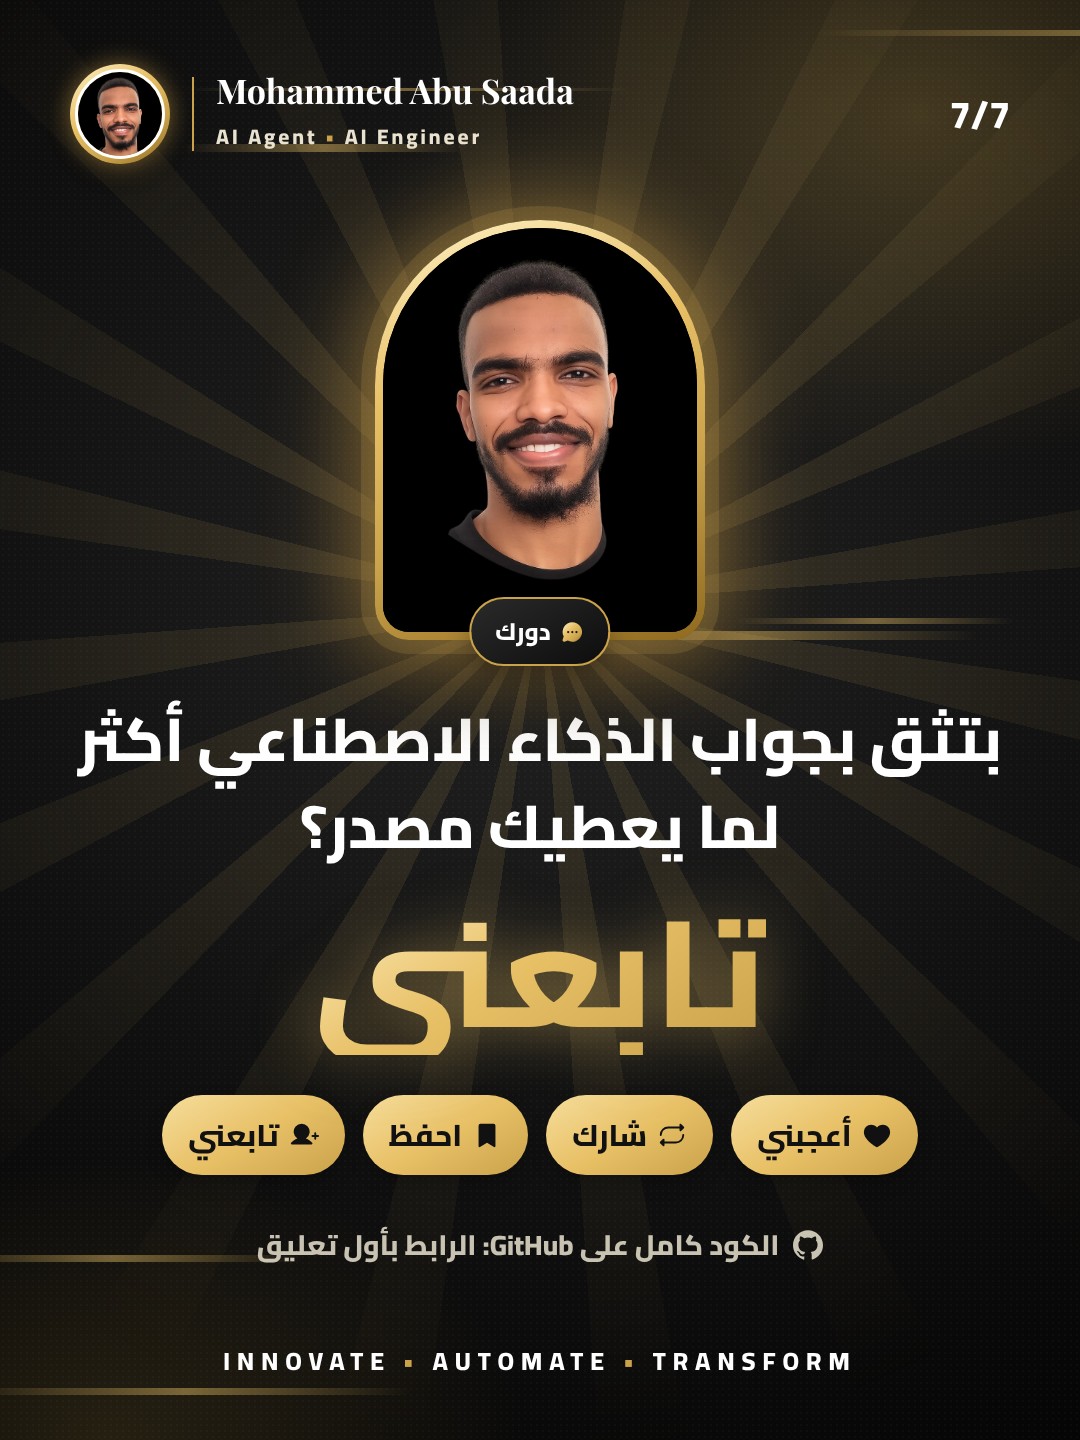 Mohammed Abu Saada
AI Agent ▪ AI Engineer
7/7
دورك
بتثق بجواب الذكاء الاصطناعي أكثر
لما يعطيك مصدر؟
تابعني
أعجبني
شارك
احفظ
تابعني
الكود كامل على GitHub: الرابط بأول تعليق
INNOVATE ▪ AUTOMATE ▪ TRANSFORM